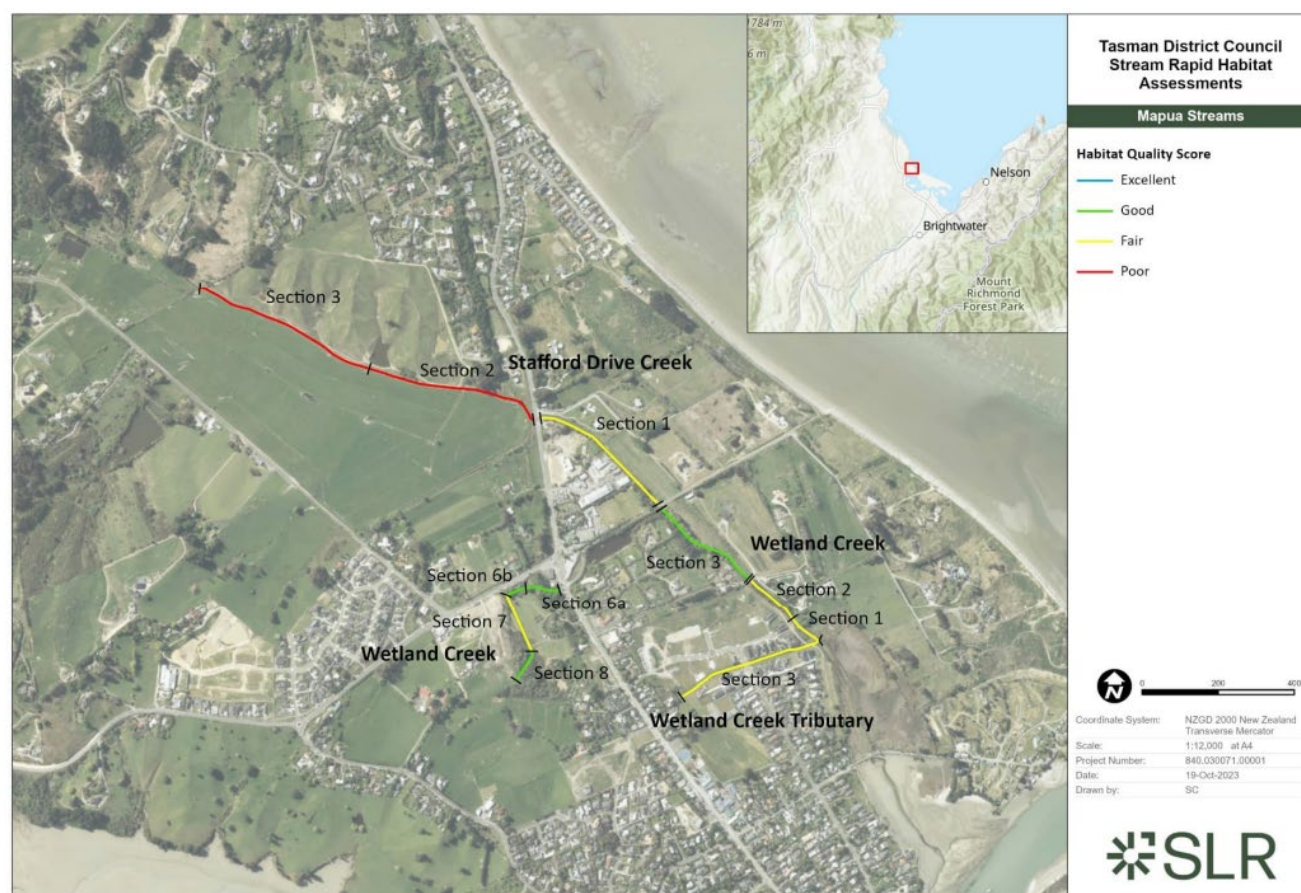 Tasman District Council
Stream Rapid Habitat
Assessments
Mapua Streams
Habitat Quality Score
Excellent
Good
Fair
Poor
1784 m
6 m
Nelson
Brightwater
Mount
Richmond
Forest Park
Section 3
Section 2
Stafford Drive Creek
Section 1
Wetland Creek
Section 3
Section 2
Section 1
Section 6b
Section 6a
Section 7
Wetland Creek
Section 8
Section 3
Wetland Creek Tributary
N
0 200 400
Coordinate System: NZGD 2000 New Zealand
Transverse Mercator
Scale: 1:12,000 at A4
Project Number: 840.030071.00001
Date: 19-Oct-2023
Drawn by: SC
SLR